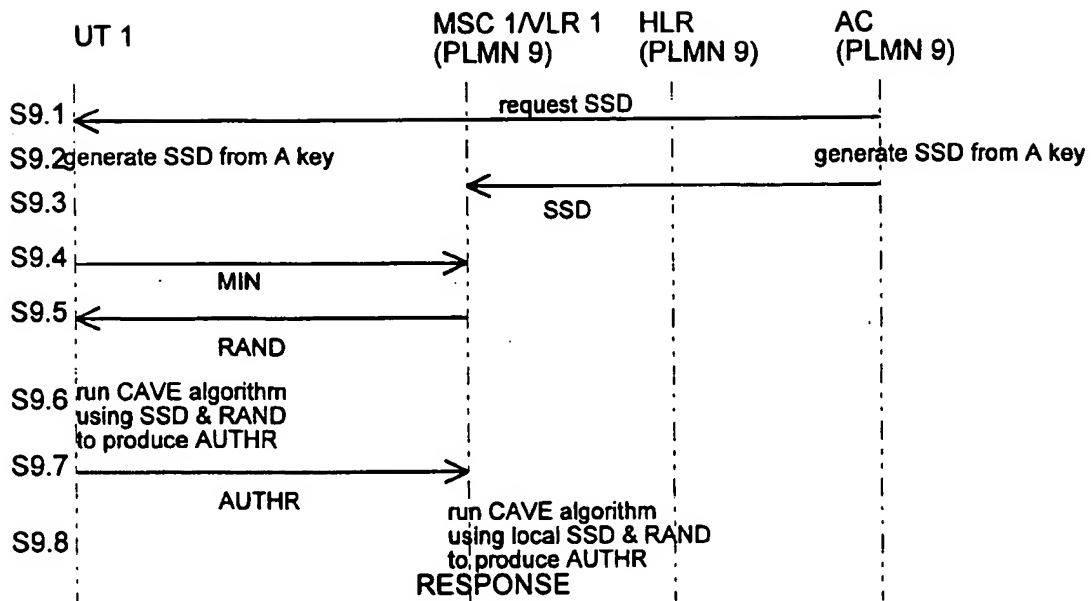 UT 1
MSC 1/VLR 1
(PLMN 9)
HLR
(PLMN 9)
AC
(PLMN 9)
S9.1
request SSD
S9.2
generate SSD from A key
generate SSD from A key
S9.3
SSD
S9.4
MIN
S9.5
RAND
S9.6
run CAVE algorithm
using SSD & RAND
to produce AUTHR
S9.7
AUTHR
S9.8
run CAVE algorithm
using local SSD & RAND
to produce AUTHR
RESPONSE